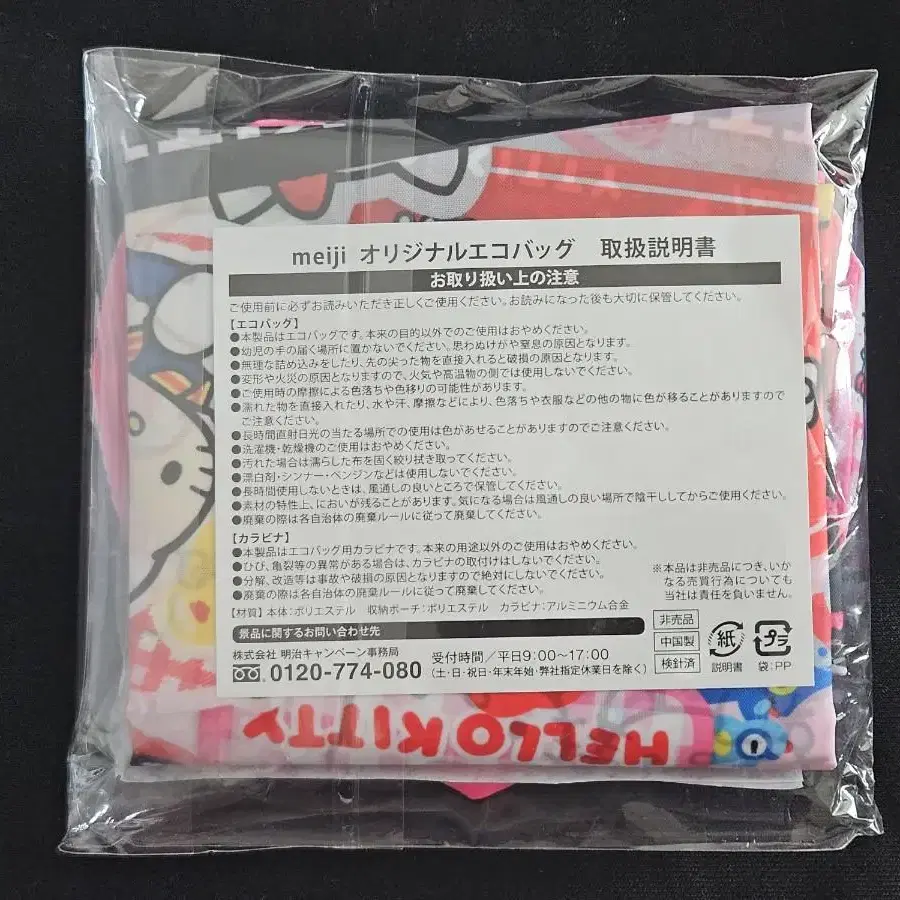 meiji オリジナルエコバッグ 取扱説明書
お取り扱い上の注意
ご使用前に必ずお読みいただき正しくご使用ください。お読みになった後も大切に保管してください。
【エコバッグ】
●本製品はエコバッグです。本来の目的以外でのご使用はおやめください。
●幼児の手の届く場所に置かないでください。思わぬけがや窒息の原因となります。
●無理な詰め込みをしたり、先の尖った物を直接入れると破損の原因となります。
●変形や火災の原因となりますので、火気や高温物の側では使用しないでください。
●ご使用時の摩擦による色落ちや色移りの可能性があります。
●濡れた物を直接入れたり、水や汗、摩擦などにより、色落ちや衣服などの他の物に色が移ることがありますので
ご注意ください。
●長時間直射日光の当たる場所での使用は色があせることがありますのでご注意ください。
●洗濯機・乾燥機のご使用はおやめください。
●汚れた場合は濡らした布を固く絞り拭き取ってください。
●漂白剤・シンナー・ベンジンなどは使用しないでください。
●長時間使用しないときは、風通しの良いところで保管してください。
●素材の特性上、においが残ることがあります。気になる場合は風通しの良い場所で陰干ししてからご使用ください。
●廃棄の際は各自治体の廃棄ルールに従って廃棄してください。
【カラビナ】
●本製品はエコバッグ用カラビナです。本来の用途以外のご使用はおやめください。
●ひび、亀裂等の異常がある場合は、カラビナの取付けはしないでください。
●分解、改造等は事故や破損の原因となりますので絶対にしないでください。
●廃棄の際は各自治体の廃棄ルールに従って廃棄してください。
※本品は非売品につき、いか
なる売買行為についても
当社は責任を負いません。
【材質】本体:ポリエステル 収納ポーチ:ポリエステル カラビナ:アルミニウム合金
景品に関するお問い合わせ先
株式会社 明治キャンペーン事務局
0120-774-080
受付時間/平日9:00〜17:00
(土・日・祝日・年末年始・弊社指定休業日を除く)
非売品
中国製
検針済
紙
説明書
プラ
袋:PP
HELLO KITTY